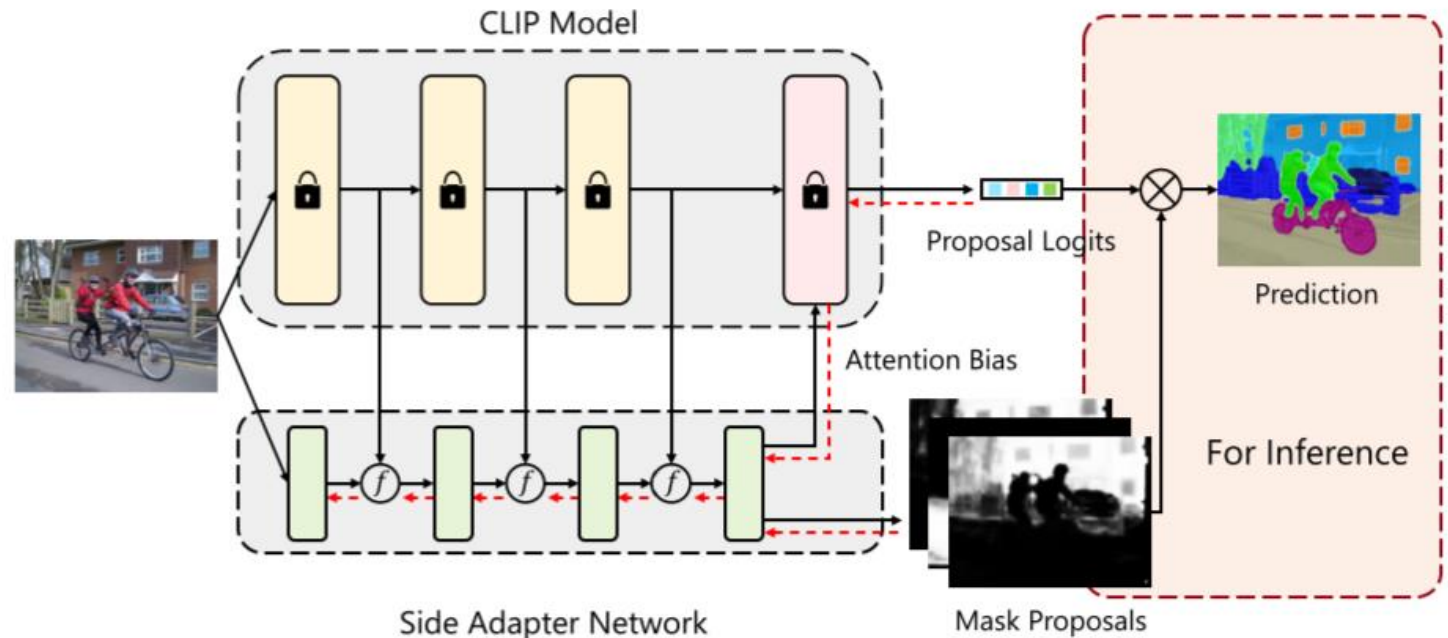 CLIP Model
Proposal Logits
Prediction
Attention Bias
f
f
f
For Inference
Side Adapter Network
Mask Proposals